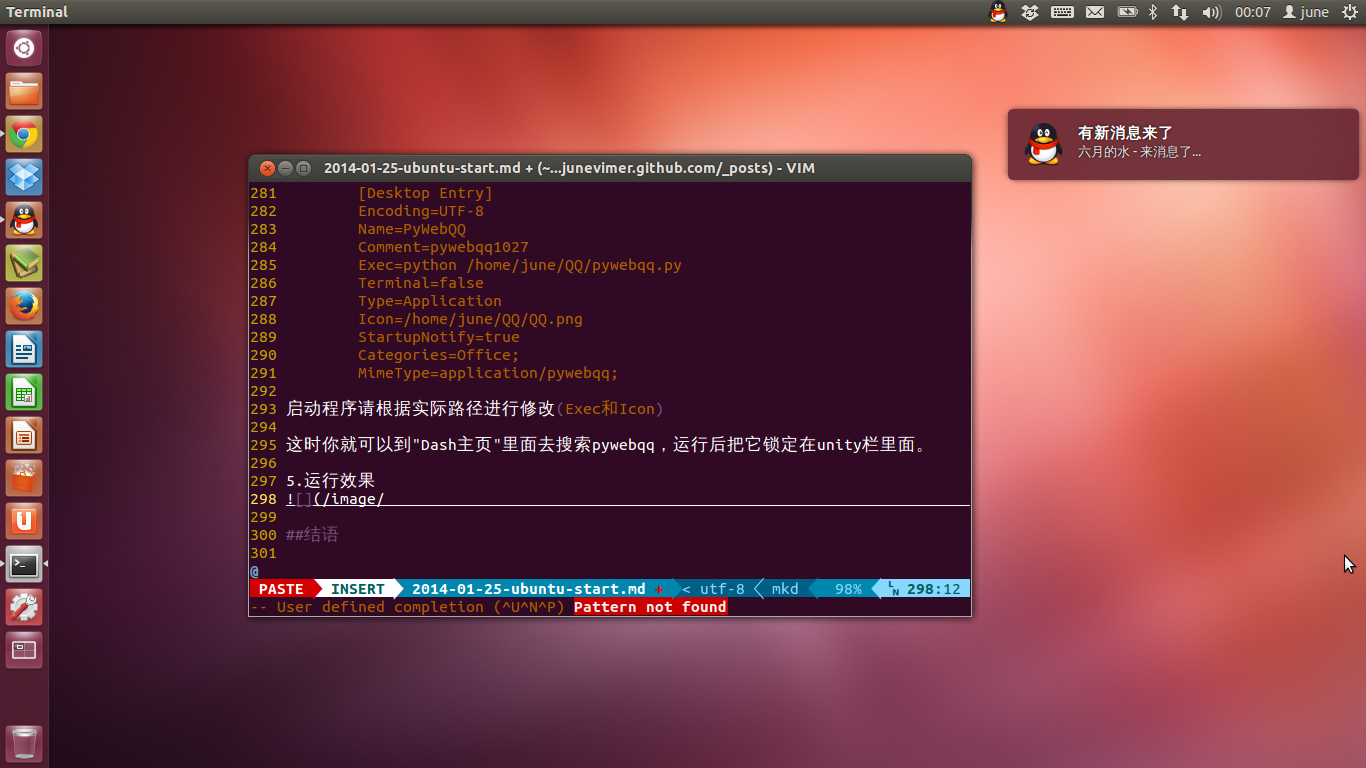 Terminal
00:07 june
有新消息来了
六月的水 - 来消息了...
2014-01-25-ubuntu-start.md + (~...junevimer.github.com/_posts) - VIM
281 [Desktop Entry]
282 Encoding=UTF-8
283 Name=PyWebQQ
284 Comment=pywebqq1027
285 Exec=python /home/june/QQ/pywebqq.py
286 Terminal=false
287 Type=Application
288 Icon=/home/june/QQ/QQ.png
289 StartupNotify=true
290 Categories=Office;
291 MimeType=application/pywebqq;
292
293 启动程序请根据实际路径进行修改(Exec和Icon)
294
295 这时你就可以到"Dash主页"里面去搜索pywebqq，运行后把它锁定在unity栏里面。
296
297 5.运行效果
298 ![](/image/
299
300 ##结语
301
@
PASTE INSERT 2014-01-25-ubuntu-start.md + < utf-8 mkd 98% LN 298:12
-- User defined completion (^U^N^P) Pattern not found